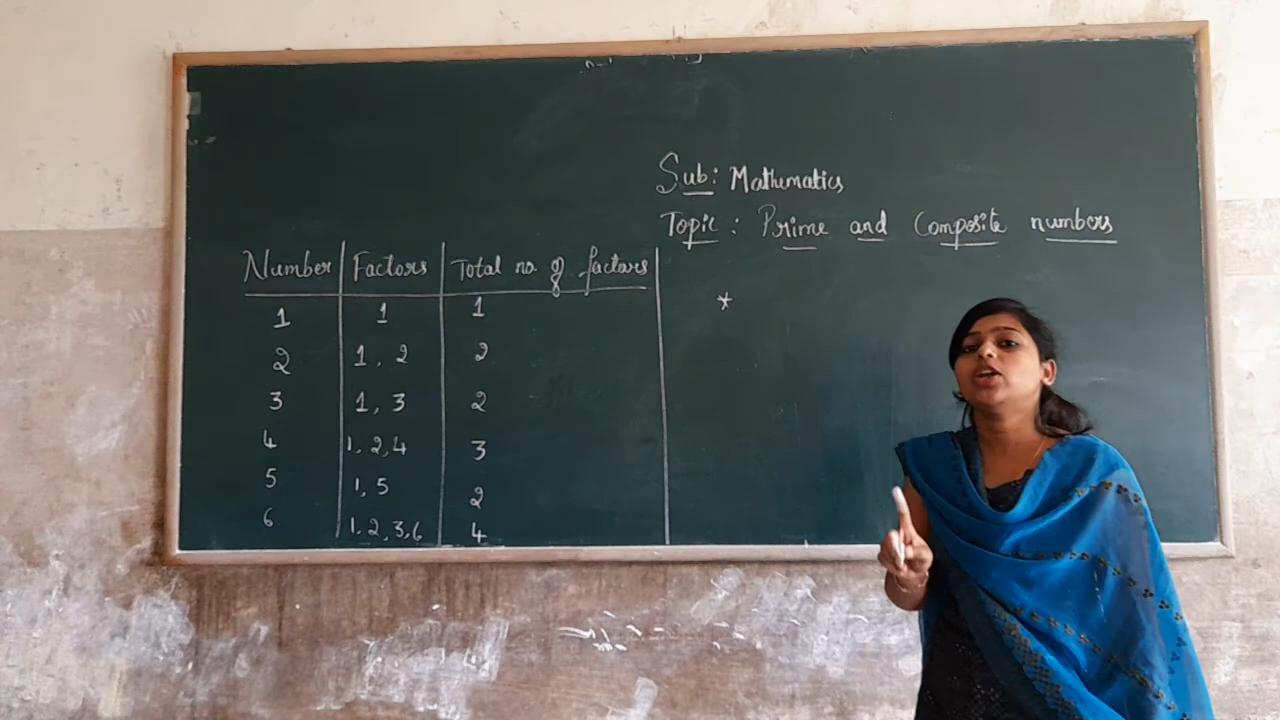 Sub: Mathematics
Topic: Prime and Composite numbers
Number Factors Total no. of factors
1 1 1
2 1, 2 2
3 1, 3 2
4 1, 2, 4 3
5 1, 5 2
6 1, 2, 3, 6 4
*